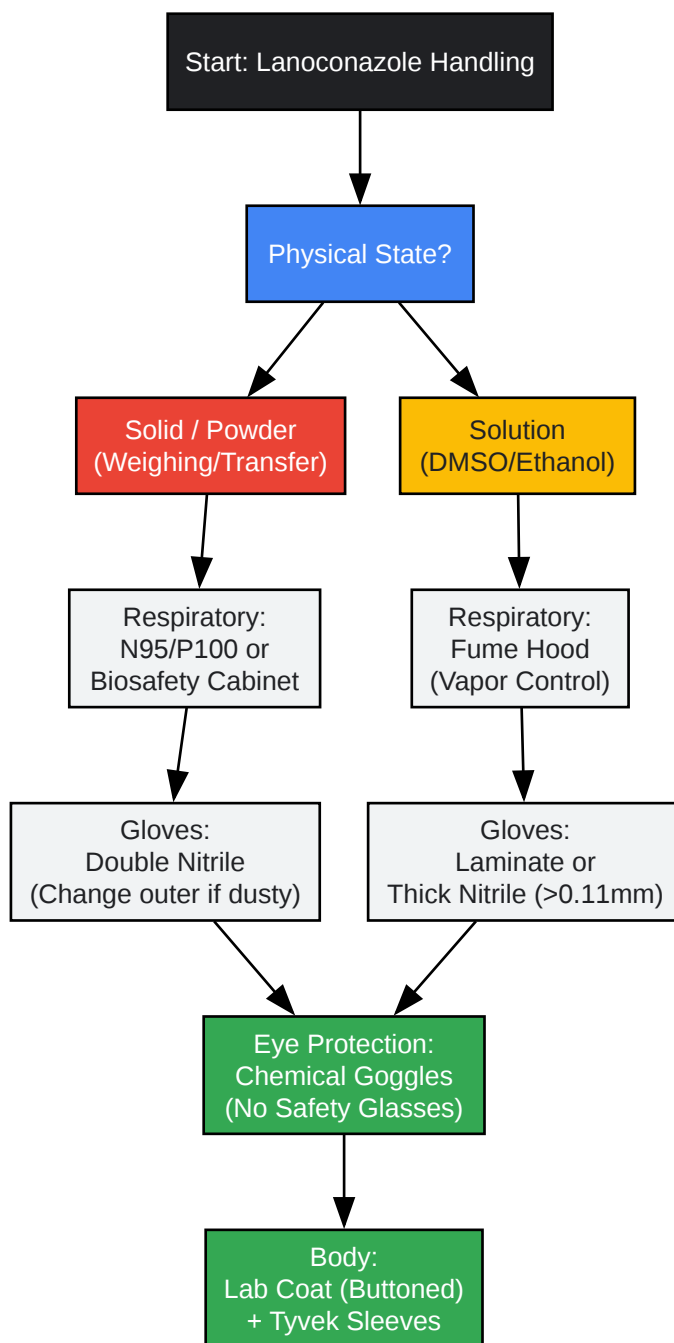 Start: Lanoconazole Handling
Physical State?
Solid / Powder
(Weighing/Transfer)
Solution
(DMSO/Ethanol)
Respiratory:
N95/P100 or
Biosafety Cabinet
Respiratory:
Fume Hood
(Vapor Control)
Gloves:
Double Nitrile
(Change outer if dusty)
Gloves:
Laminate or
Thick Nitrile (>0.11mm)
Eye Protection:
Chemical Goggles
(No Safety Glasses)
Body:
Lab Coat (Buttoned)
+ Tyvek Sleeves